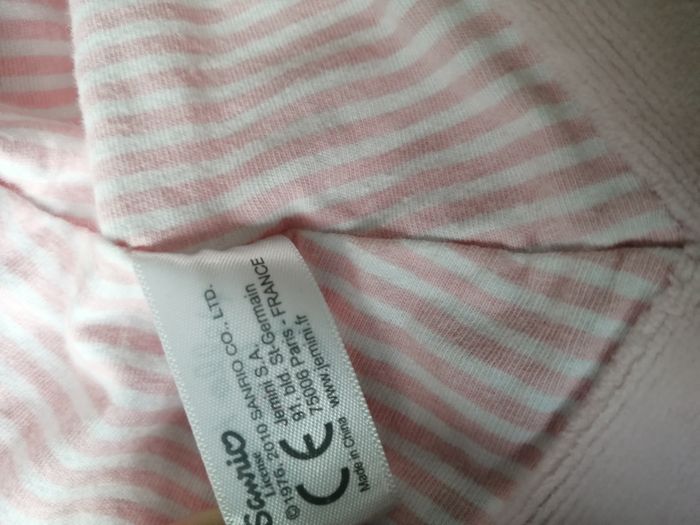 Sanrio
License
©1976, 2010 SANRIO CO., LTD.
Jemini S.A.
91, bld. St-Germain
75006 Paris - FRANCE
CE
Made in China www.jemini.fr